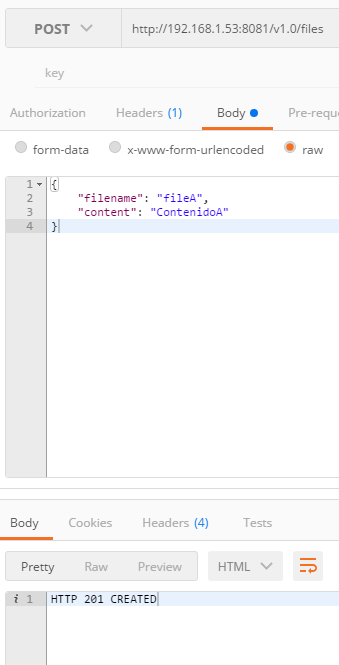 POST http://192.168.1.53:8081/v1.0/files
key
Authorization Headers (1) Body Pre-requ
form-data x-www-form-urlencoded raw
1 {
2 "filename": "fileA",
3 "content": "ContenidoA"
4 }
Body Cookies Headers (4) Tests
Pretty Raw Preview HTML
i 1 HTTP 201 CREATED